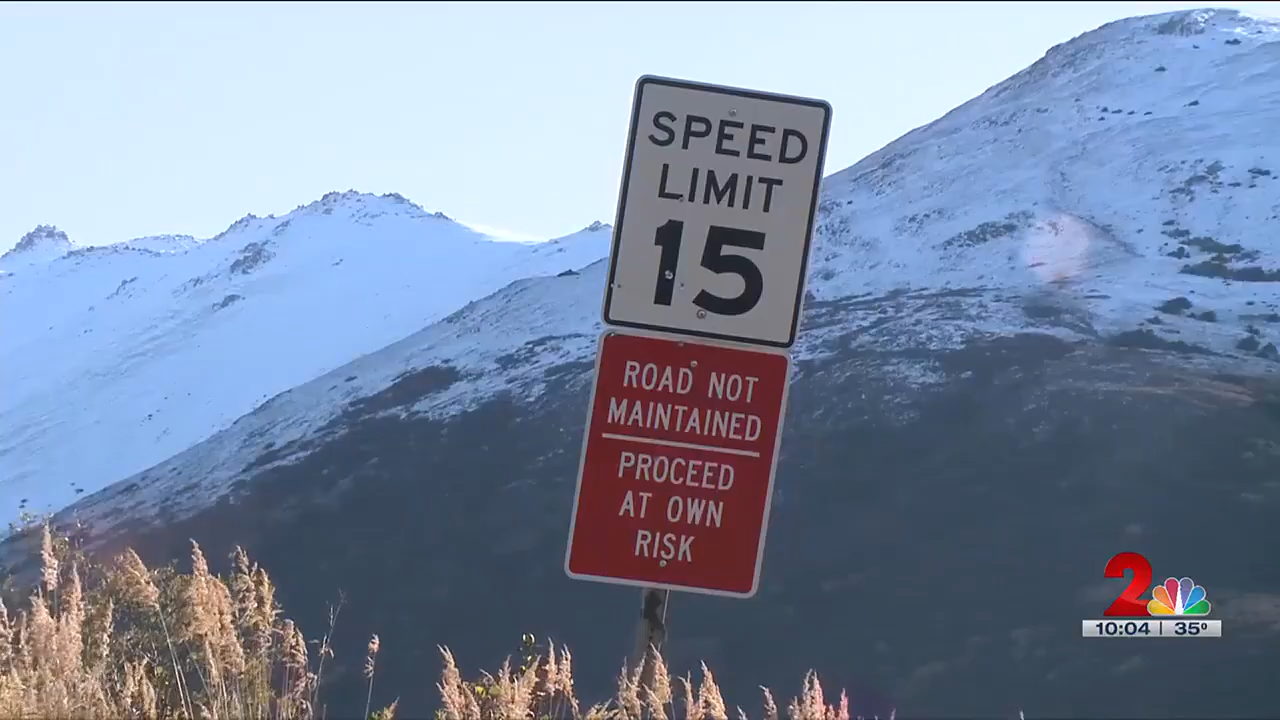 SPEED
LIMIT
15
ROAD NOT
MAINTAINED
PROCEED
AT OWN
RISK
2
10:04 | 35°